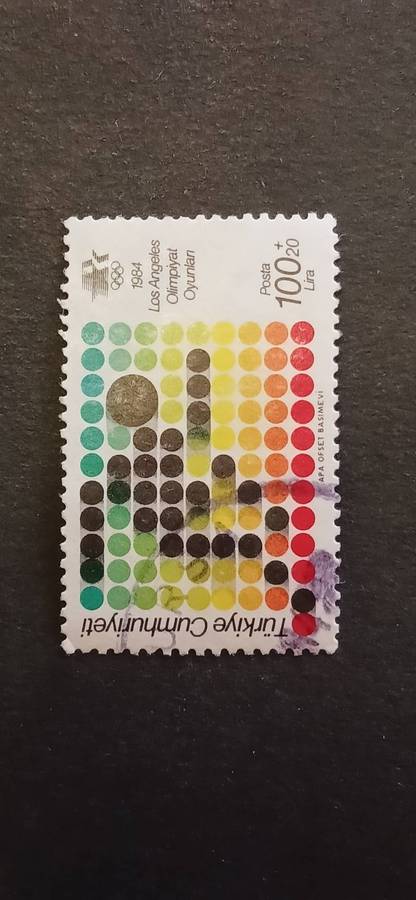 1984
Los Angeles
Olimpiyat
Oyunları
Posta
100+20
Lira
APA OFSET BASIMEVİ
Türkiye Cumhuriyeti